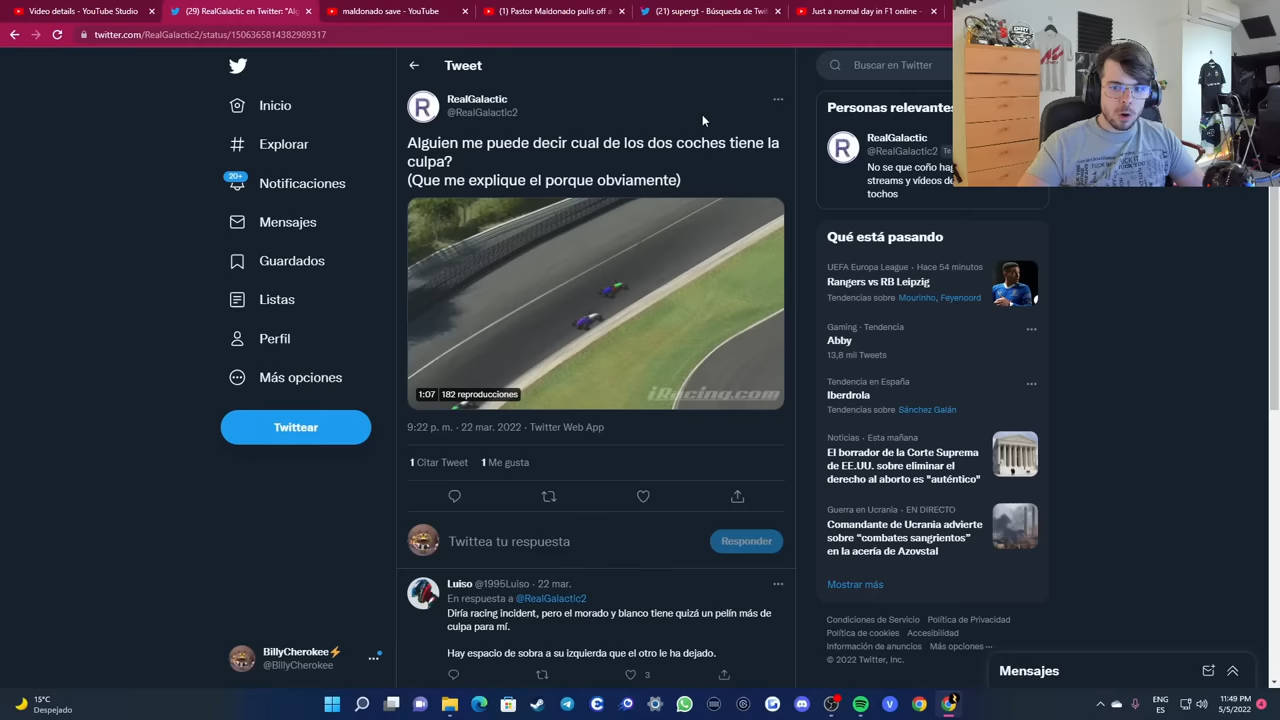 Video details - YouTube Studio
(29) RealGalactic en Twitter: "Alg
maldonado save - YouTube
(1) Pastor Maldonado pulls off a
(21) supergt - Búsqueda de Twit
Just a normal day in F1 online -
twitter.com/RealGalactic2/status/1506365814382989317
Inicio
Explorar
20+
Notificaciones
Mensajes
Guardados
Listas
Perfil
Más opciones
Twittear
BillyCherokee⚡
@BIllyCherokee
Tweet
RealGalactic
@RealGalactic2
Alguien me puede decir cual de los dos coches tiene la
culpa?
(Que me explique el porque obviamente)
1:07 182 reproducciones
iRacing.com
9:22 p. m. · 22 mar. 2022 · Twitter Web App
1 Citar Tweet 1 Me gusta
Twittea tu respuesta
Responder
Luiso @1995Luiso · 22 mar.
En respuesta a @RealGalactic2
Diría racing incident, pero el morado y blanco tiene quizá un pelín más de
culpa para mí.
Hay espacio de sobra a su izquierda que el otro le ha dejado.
3
Buscar en Twitter
Personas relevantes
RealGalactic
@RealGalactic2 Te
No se que coño hag
streams y vídeos de
tochos
Qué está pasando
UEFA Europa League · Hace 54 minutos
Rangers vs RB Leipzig
Tendencias sobre Mourinho, Feyenoord
Gaming · Tendencia
Abby
13,8 mil Tweets
Tendencia en España
Iberdrola
Tendencias sobre Sánchez Galán
Noticias · Esta mañana
El borrador de la Corte Suprema
de EE.UU. sobre eliminar el
derecho al aborto es "auténtico"
Guerra en Ucrania · EN DIRECTO
Comandante de Ucrania advierte
sobre “combates sangrientos”
en la acería de Azovstal
Mostrar más
Condiciones de Servicio Política de Privacidad
Política de cookies Accesibilidad
Información de anuncios Más opciones ···
© 2022 Twitter, Inc.
Mensajes
15°C
Despejado
ESP
ES
11:49 PM
5/5/2022
4